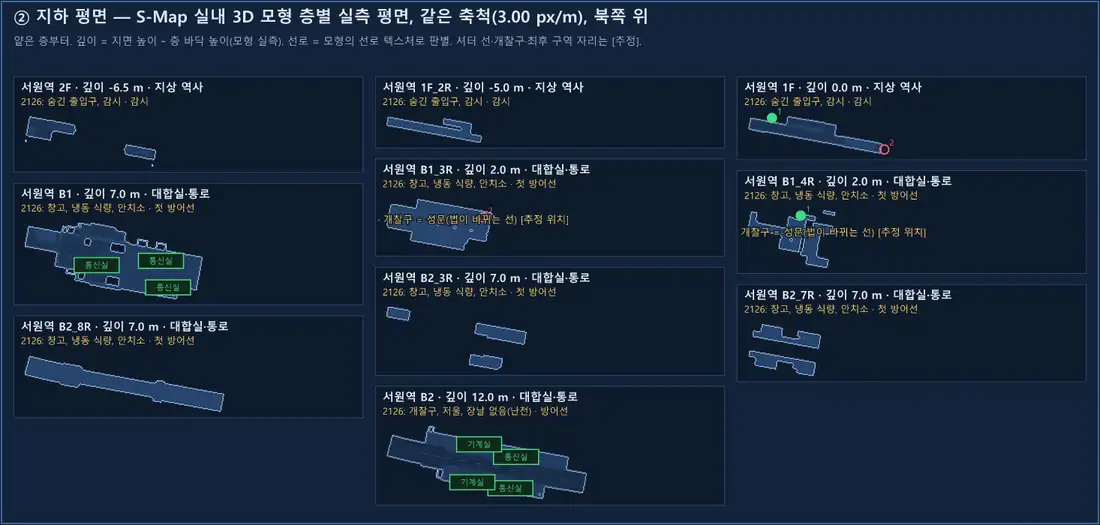 ② 지하 평면 — S-Map 실내 3D 모형 층별 실측 평면, 같은 축척(3.00 px/m), 북쪽 위
얕은 층부터. 깊이 = 지면 높이 − 층 바닥 높이(모형 실측). 선로 = 모형의 선로 텍스처로 판별. 셔터 선·개찰구·최후 구역 자리는 [추정].
서원역 2F · 깊이 -6.5 m · 지상 역사
2126: 숨긴 출입구, 감시 · 감시
서원역 1F_2R · 깊이 -5.0 m · 지상 역사
2126: 숨긴 출입구, 감시 · 감시
서원역 1F · 깊이 0.0 m · 지상 역사
2126: 숨긴 출입구, 감시 · 감시
1
2
서원역 B1 · 깊이 7.0 m · 대합실·통로
2126: 창고, 냉동 식량, 안치소 · 첫 방어선
통신실
통신실
통신실
서원역 B1_3R · 깊이 2.0 m · 대합실·통로
2126: 창고, 냉동 식량, 안치소 · 첫 방어선
2
개찰구 = 성문(법이 바뀌는 선) [추정 위치]
서원역 B1_4R · 깊이 2.0 m · 대합실·통로
2126: 창고, 냉동 식량, 안치소 · 첫 방어선
1
개찰구 = 성문(법이 바뀌는 선) [추정 위치]
서원역 B2_3R · 깊이 7.0 m · 대합실·통로
2126: 창고, 냉동 식량, 안치소 · 첫 방어선
서원역 B2_7R · 깊이 7.0 m · 대합실·통로
2126: 창고, 냉동 식량, 안치소 · 첫 방어선
서원역 B2_8R · 깊이 7.0 m · 대합실·통로
2126: 창고, 냉동 식량, 안치소 · 첫 방어선
서원역 B2 · 깊이 12.0 m · 대합실·통로
2126: 개찰구, 저울, 장날 없음(난전) · 방어선
기계실
통신실
기계실
통신실